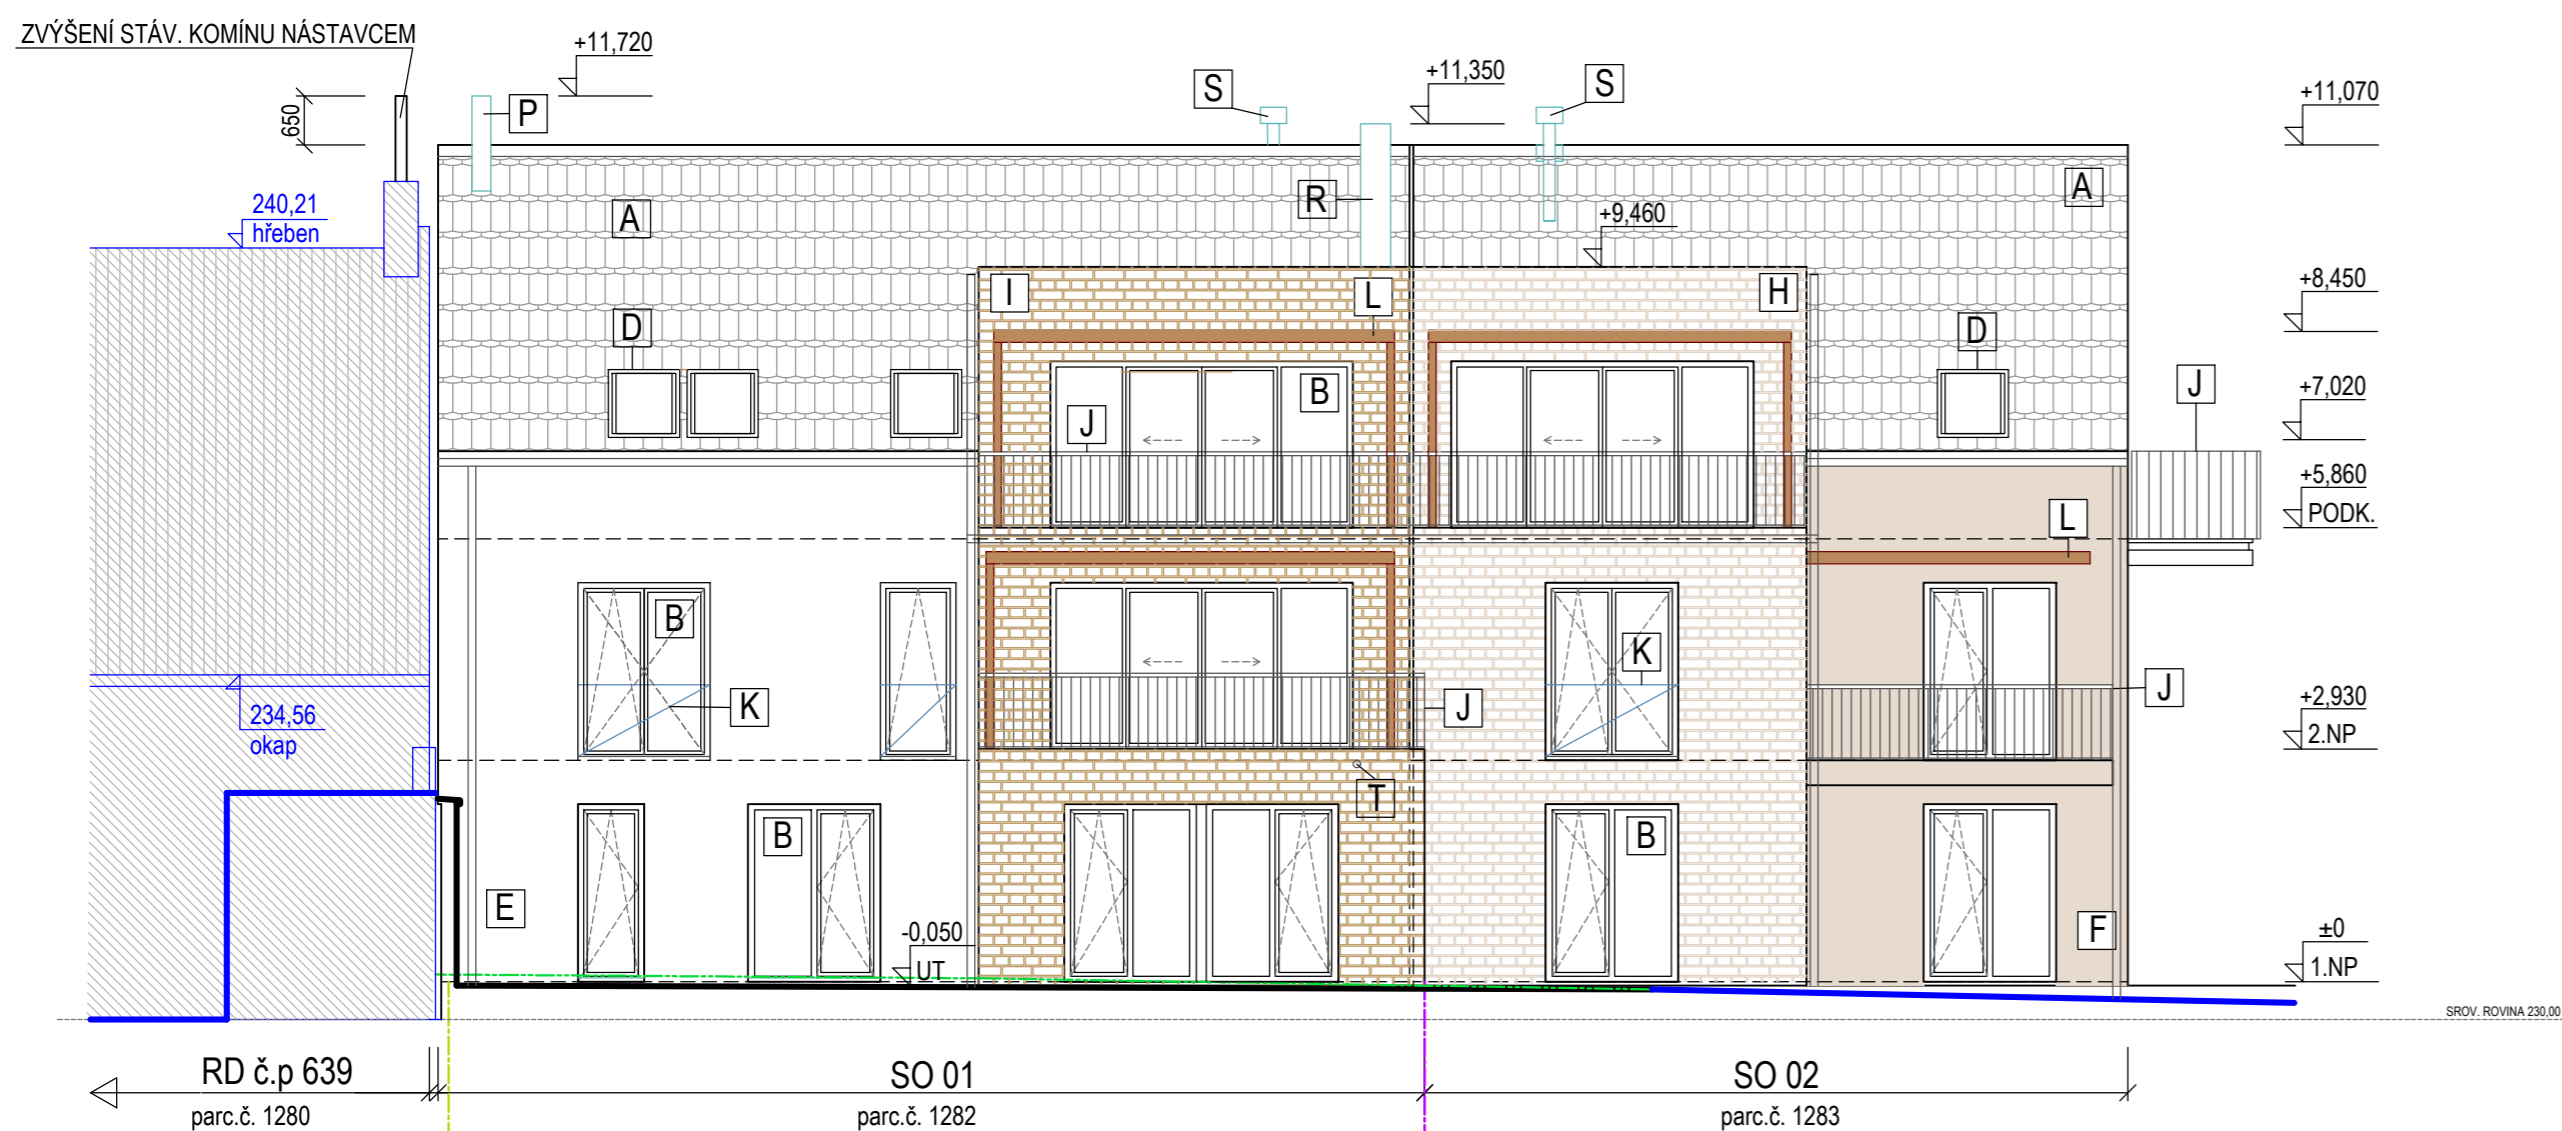 ZVÝŠENÍ STÁV. KOMÍNU NÁSTAVCEM
+11,720
+11,350
+11,070
650
P
S
S
A
R
A
240,21
hřeben
+9,460
I
L
H
+8,450
D
D
B
J
J
+7,020
+5,860
PODK.
L
B
K
K
J
J
234,56
okap
+2,930
2.NP
T
B
B
E
F
-0,050
UT
±0
1.NP
SROV. ROVINA 230,00
RD č.p 639
SO 01
SO 02
parc.č. 1280
parc.č. 1282
parc.č. 1283